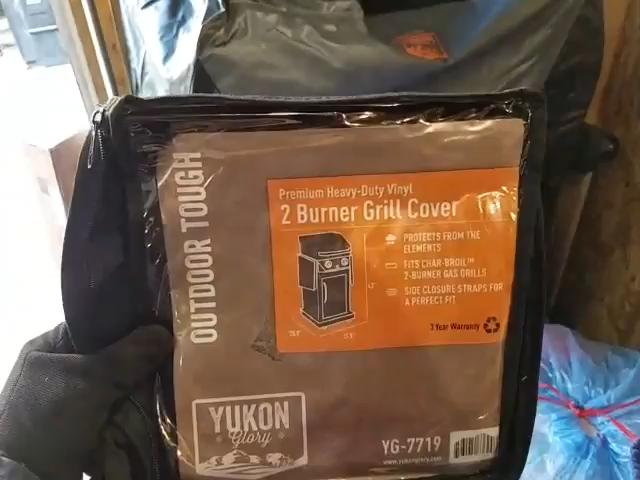 OUTDOOR TOUGH
Premium Heavy-Duty Vinyl
2 Burner Grill Cover
PROTECTS FROM THE
ELEMENTS
FITS CHAR-BROIL™
2-BURNER GAS GRILLS
SIDE CLOSURE STRAPS FOR
A PERFECT FIT
3 Year Warranty
YUKON
Glory
YG-7719
www.yukonglory.com